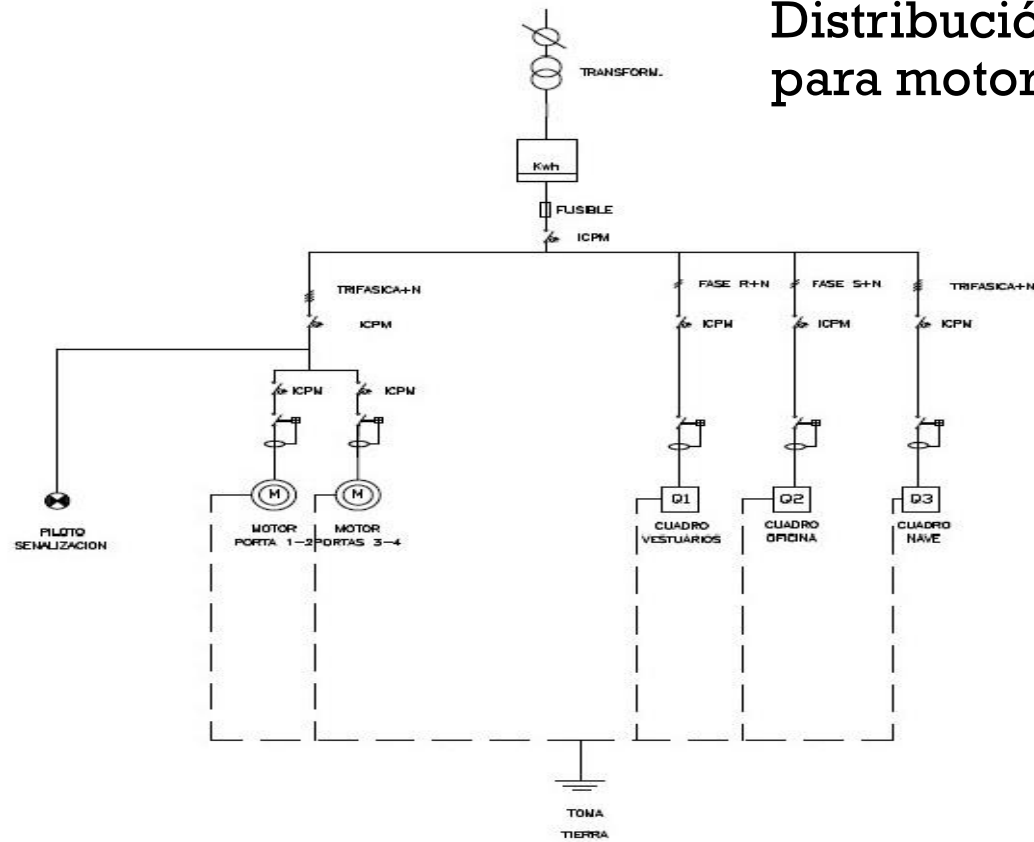 Distribució
para motor
TRANSFORM.
Kwh
FUSIBLE
ICPM
TRIFASICA+N
FASE R+N
FASE S+N
TRIFASICA+N
ICPM
ICPM
ICPM
ICPM
ICPM
ICPM
M
M
Q1
Q2
Q3
PILOTO
SENALIZACION
MOTOR
PORTA 1-2
MOTOR
PORTAS 3-4
CUADRO
VESTUÁRIOS
CUADRO
OFICINA
CUADRO
NAVE
TOMA
TIERRA